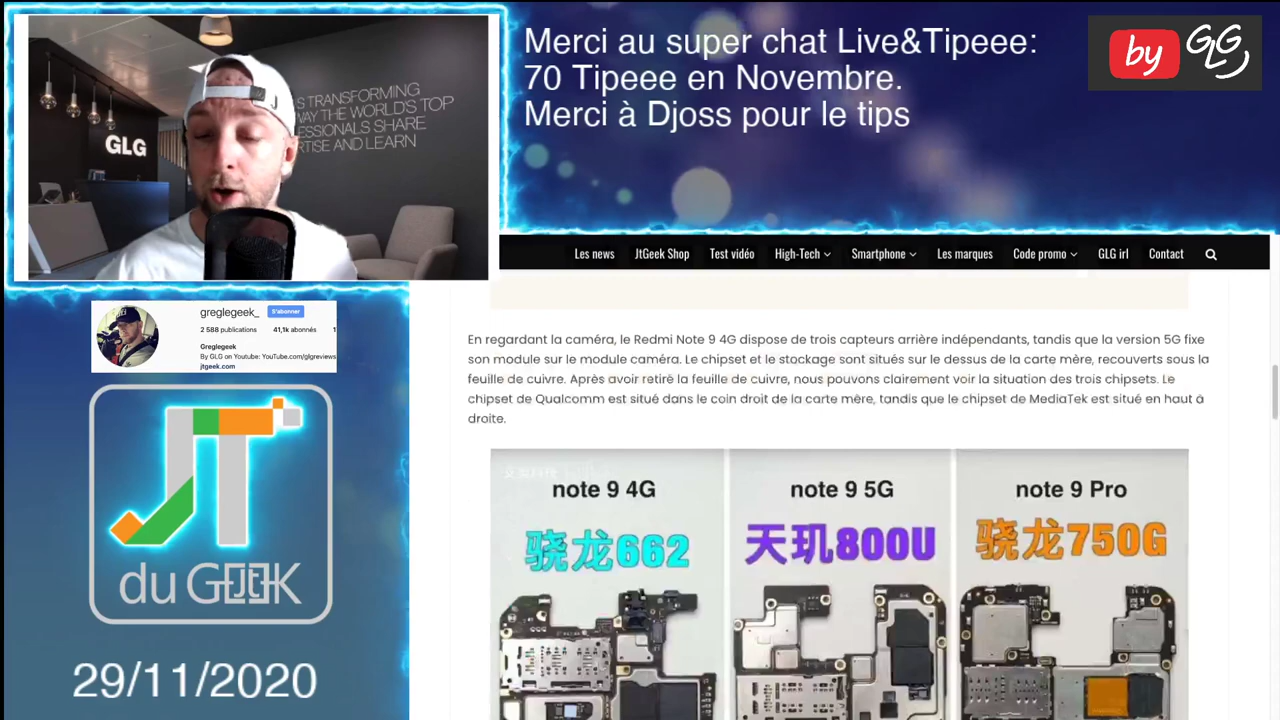 Merci au super chat Live&Tipeee:
70 Tipeee en Novembre.
Merci à Djoss pour le tips
by GLG
S TRANSFORMING
WAY THE WORLD'S TOP
ESSIONALS SHARE
RTISE AND LEARN
GLG
Les news JtGeek Shop Test vidéo High-Tech Smartphone Les marques Code promo GLG irl Contact
greglegeek_ S'abonner
2 588 publications 41,1k abonnés 1
Greglegeek
By GLG on Youtube: YouTube.com/glgreviews
jtgeek.com
En regardant la caméra, le Redmi Note 9 4G dispose de trois capteurs arrière indépendants, tandis que la version 5G fixe
son module sur le module caméra. Le chipset et le stockage sont situés sur le dessus de la carte mère, recouverts sous la
feuille de cuivre. Après avoir retiré la feuille de cuivre, nous pouvons clairement voir la situation des trois chipsets. Le
chipset de Qualcomm est situé dans le coin droit de la carte mère, tandis que le chipset de MediaTek est situé en haut à
droite.
note 9 4G note 9 5G note 9 Pro
骁龙662 天玑800U 骁龙750G
JT
du GEEK
29/11/2020